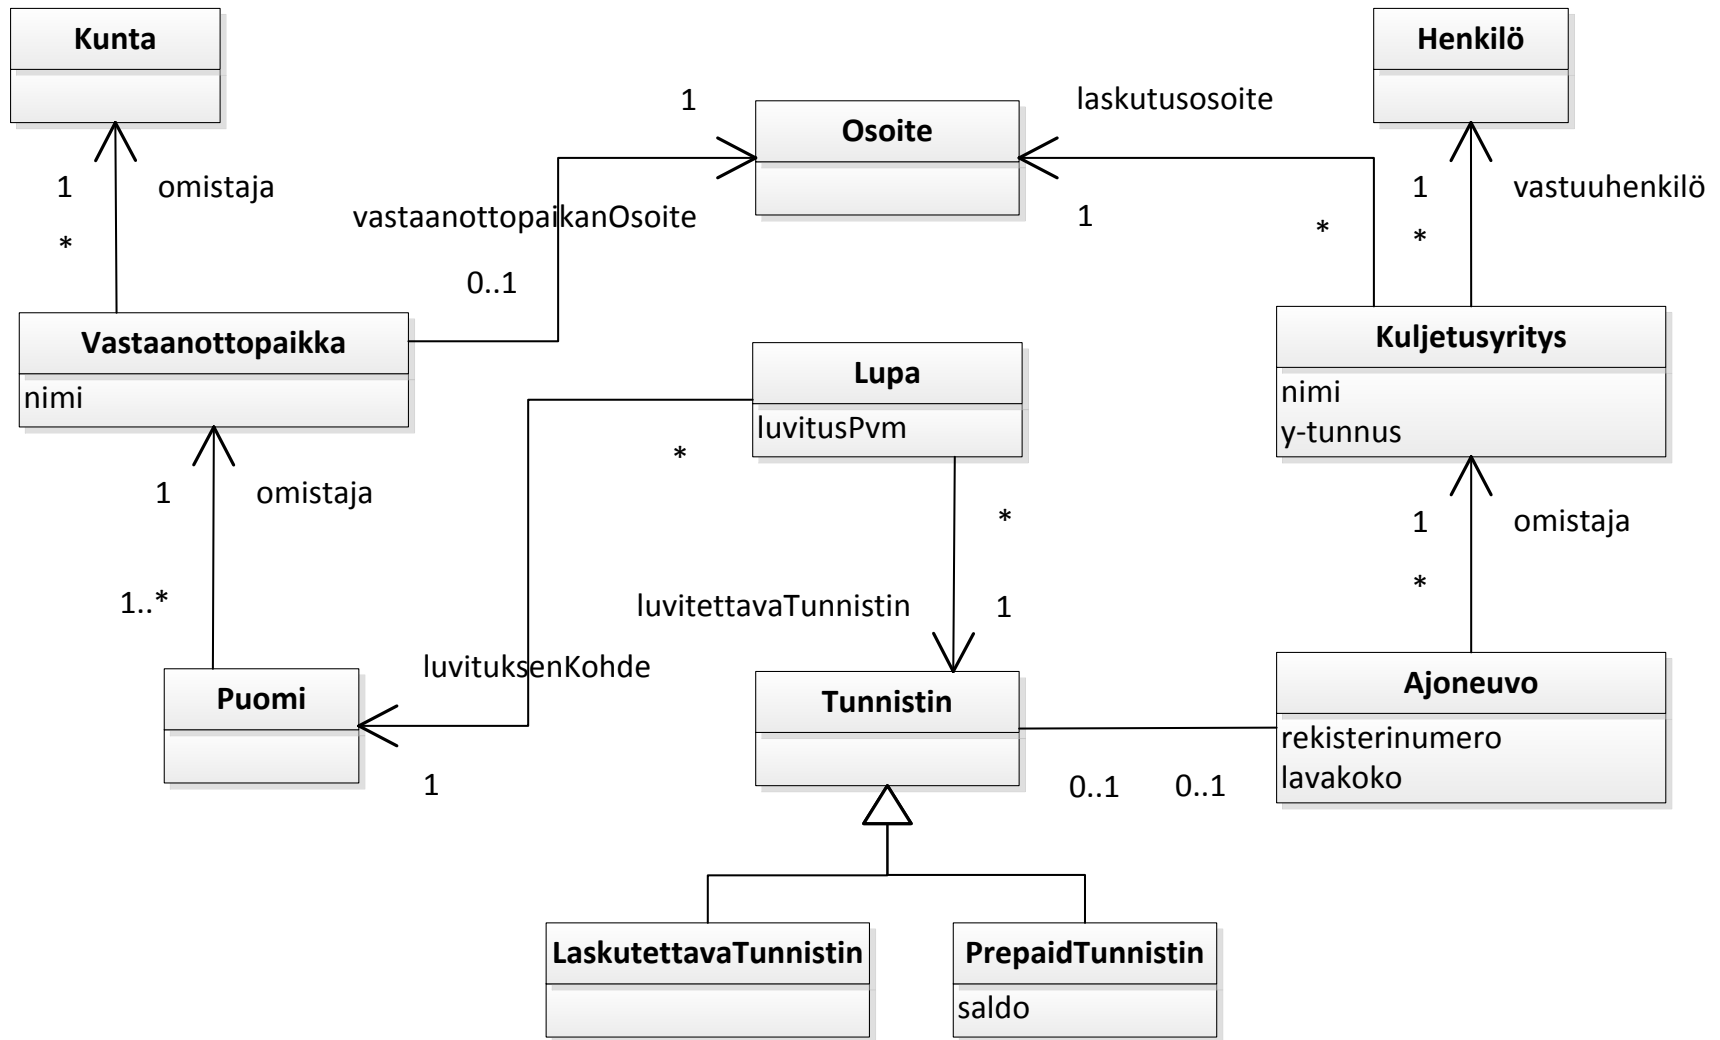 Kunta
Henkilö
1
laskutusosoite
Osoite
1
omistaja
1
vastuuhenkilö
vastaanottopaikanOsoite
1
*
*
*
0..1
Vastaanottopaikka
nimi
Kuljetusyritys
nimi
y-tunnus
Lupa
luvitusPvm
*
1
omistaja
*
1
omistaja
*
1..*
luvitettavaTunnistin
1
luvituksenKohde
Puomi
Tunnistin
Ajoneuvo
rekisterinumero
lavakoko
1
0..1
0..1
LaskutettavaTunnistin
PrepaidTunnistin
saldo